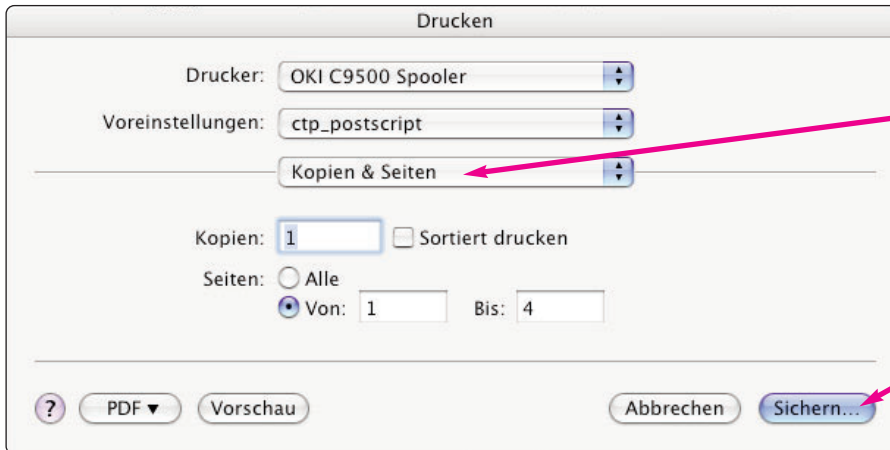 Drucken
Drucker: OKI C9500 Spooler
Voreinstellungen: ctp_postscript
Kopien & Seiten
Kopien: 1 Sortiert drucken
Seiten: Alle
Von: 1 Bis: 4
? PDF ▼ Vorschau Abbrechen Sichern...